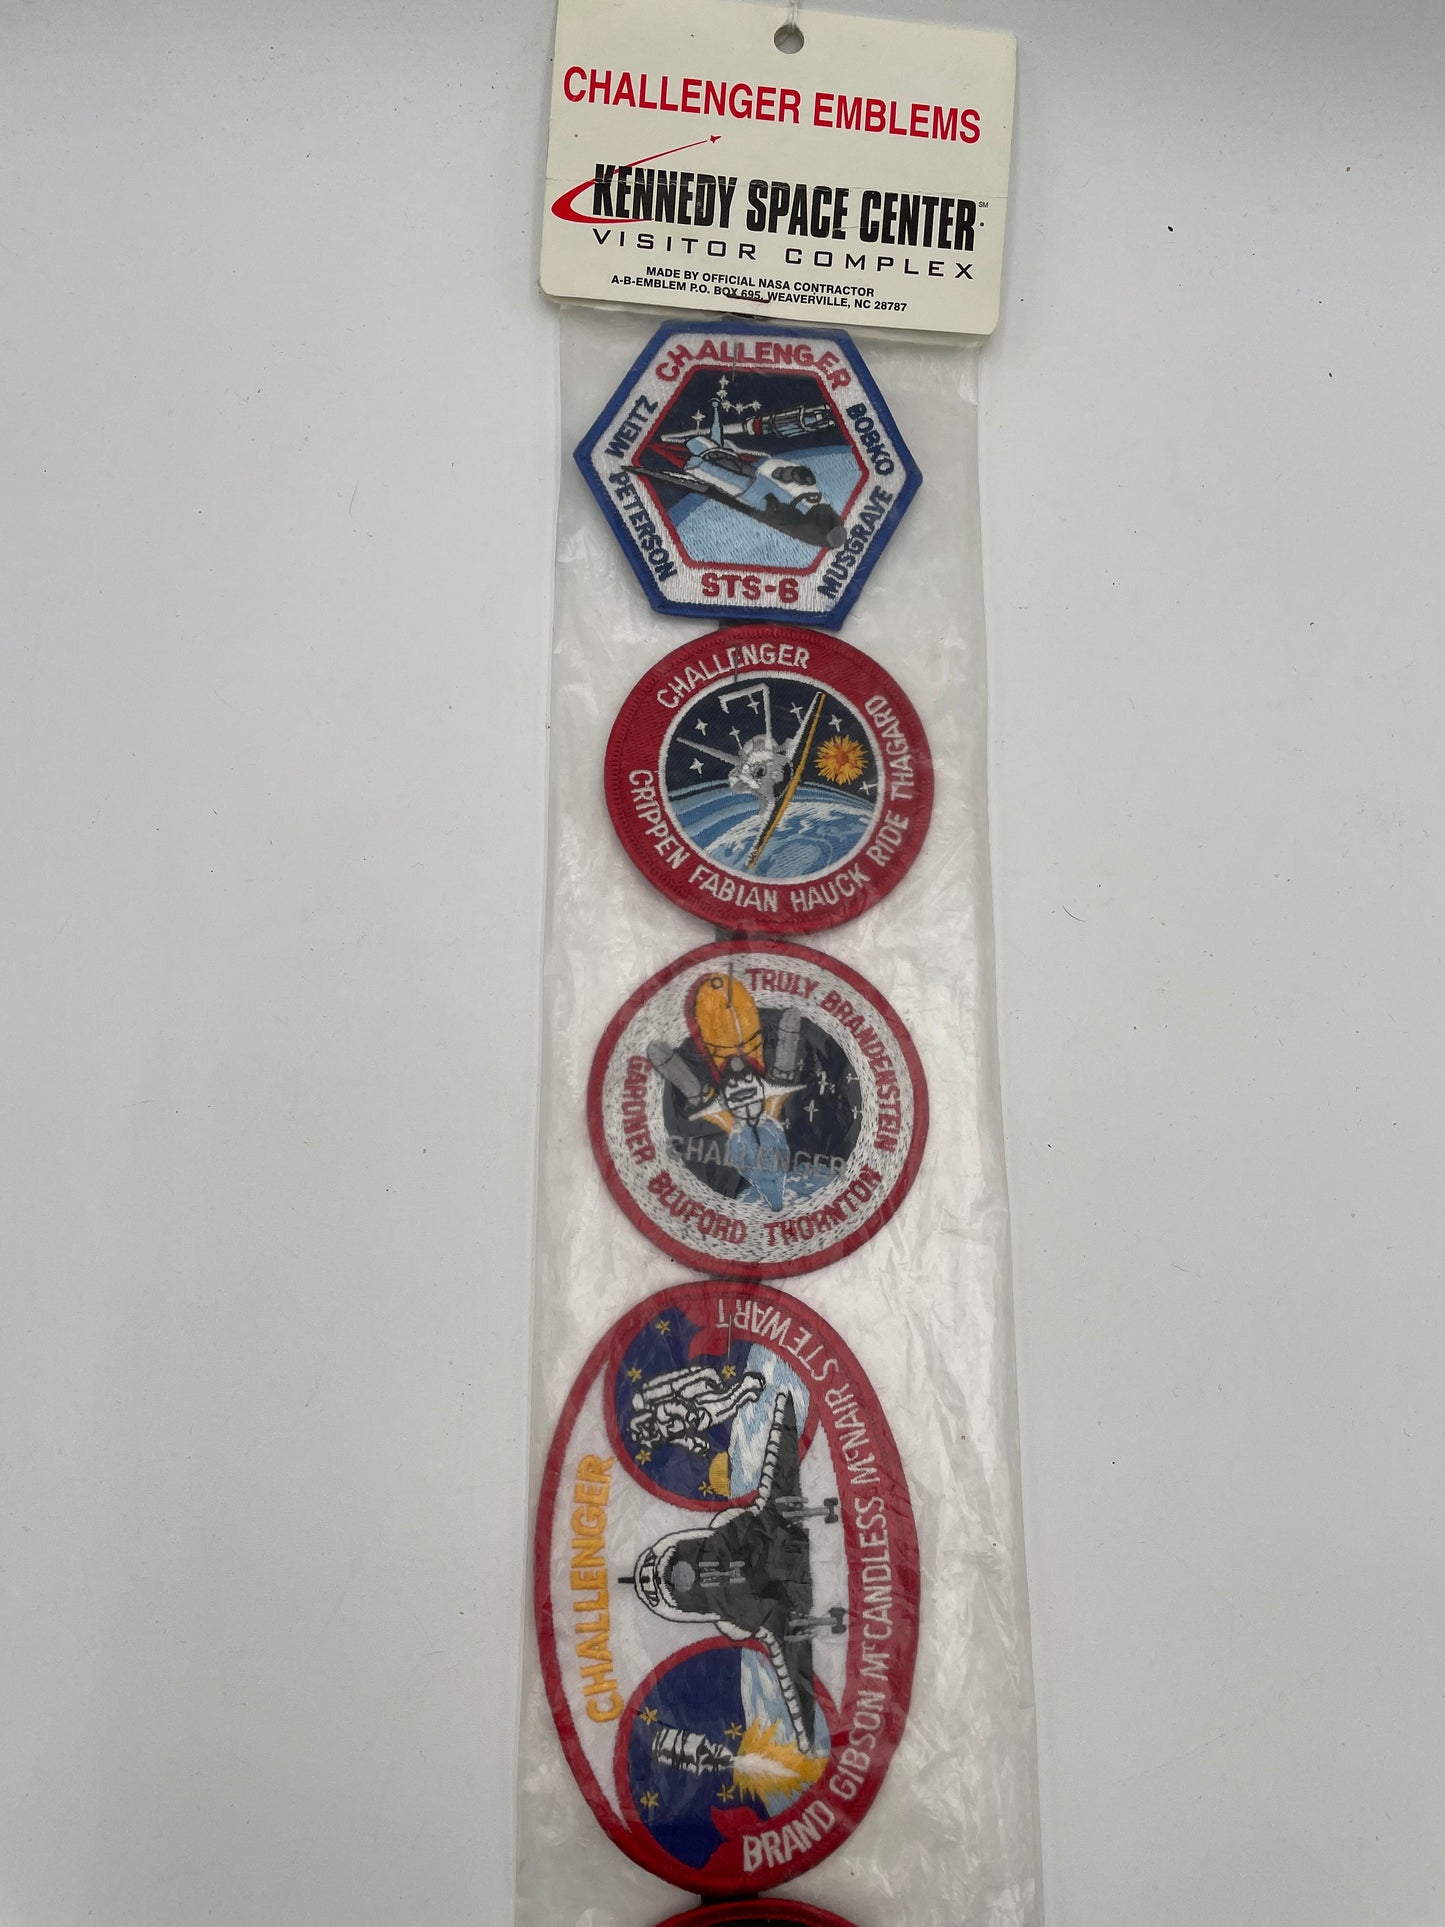 CHALLENGER EMBLEMS
KENNEDY SPACE CENTER SM
VISITOR COMPLEX
MADE BY OFFICIAL NASA CONTRACTOR
A-B-EMBLEM P.O. BOX 695, WEAVERVILLE, NC 28787
CHALLENGER
WEITZ
BOBKO
PETERSON
MUSGRAVE
STS-6
CHALLENGER
CRIPPEN FABIAN HAUCK RIDE THAGARD
TRULY BRANDENSTEIN
GARDNER BLUFORD THORNTON
CHALLENGER
CHALLENGER
BRAND GIBSON McCANDLESS McNAIR STEWART